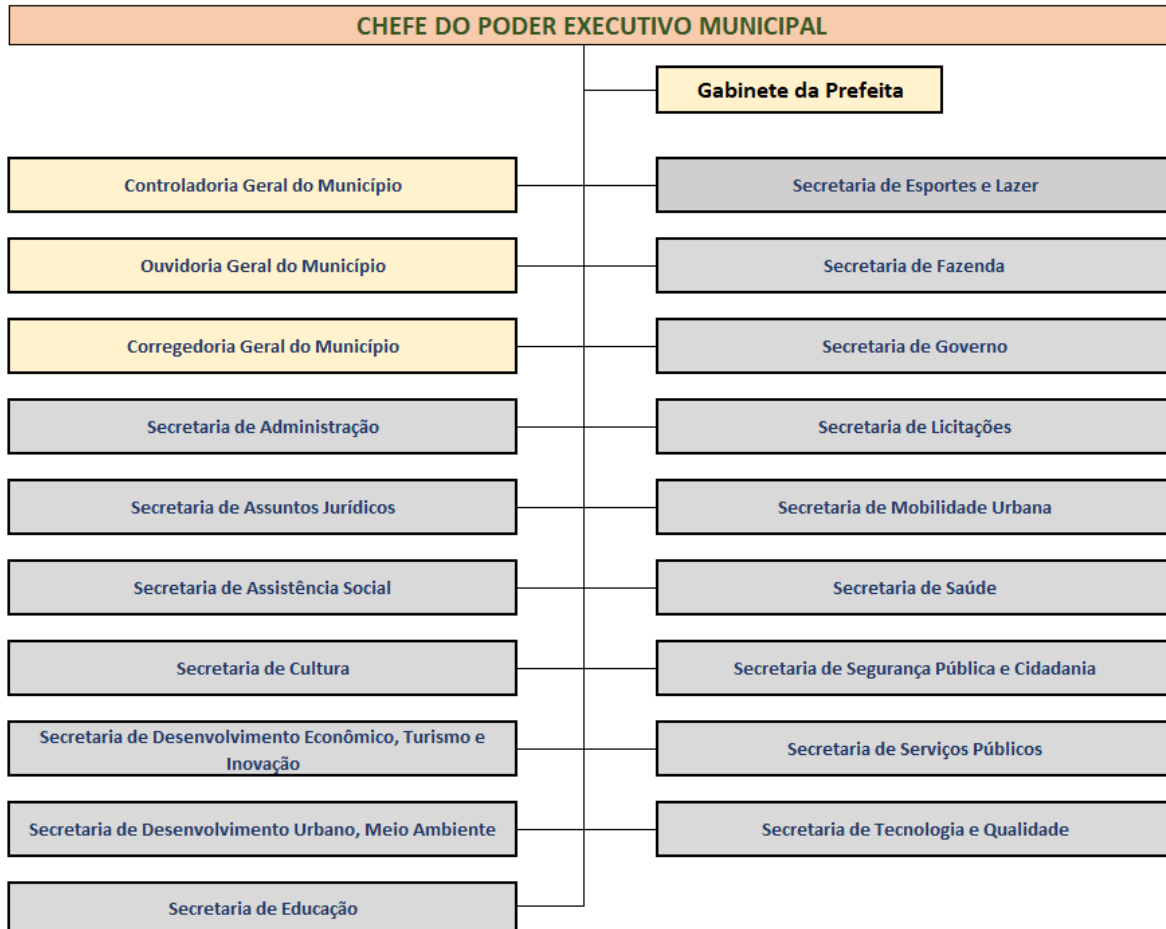 CHEFE DO PODER EXECUTIVO MUNICIPAL
Gabinete da Prefeita
Controladoria Geral do Município
Secretaria de Esportes e Lazer
Ouvidoria Geral do Município
Secretaria de Fazenda
Corregedoria Geral do Município
Secretaria de Governo
Secretaria de Administração
Secretaria de Licitações
Secretaria de Assuntos Jurídicos
Secretaria de Mobilidade Urbana
Secretaria de Assistência Social
Secretaria de Saúde
Secretaria de Cultura
Secretaria de Segurança Pública e Cidadania
Secretaria de Desenvolvimento Econômico, Turismo e
Inovação
Secretaria de Serviços Públicos
Secretaria de Desenvolvimento Urbano, Meio Ambiente
Secretaria de Tecnologia e Qualidade
Secretaria de Educação